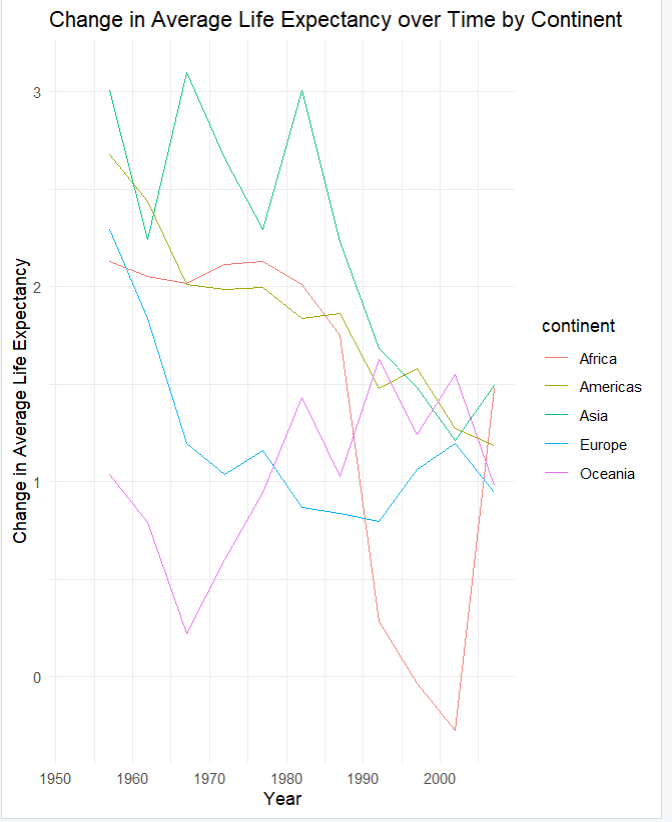 Change in Average Life Expectancy over Time by Continent
3
2
1
0
Change in Average Life Expectancy
1950 1960 1970 1980 1990 2000
Year
continent
Africa
Americas
Asia
Europe
Oceania